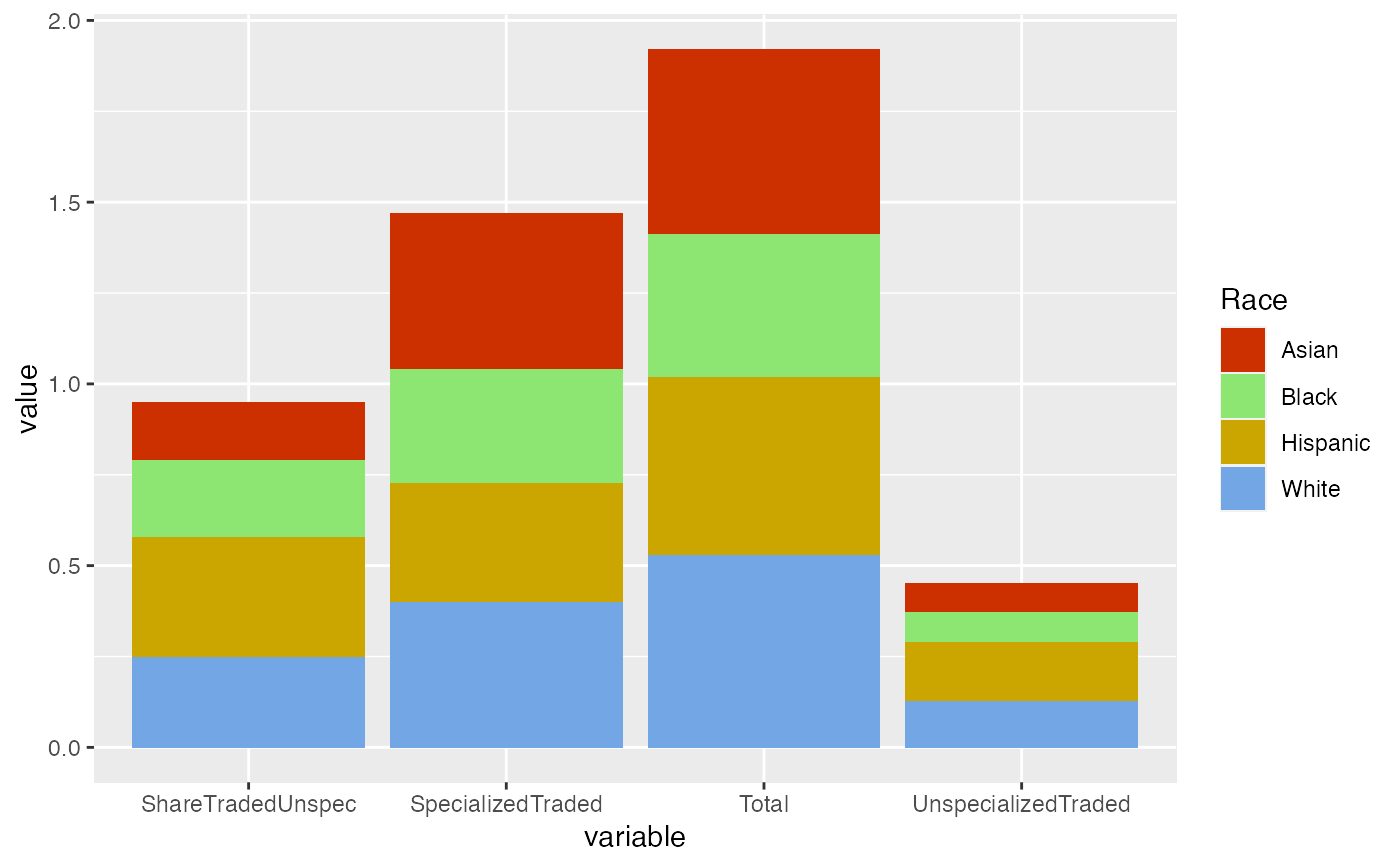 2.0
1.5
1.0
0.5
0.0
value
ShareTradedUnspec SpecializedTraded Total UnspecializedTraded
variable
Race
Asian
Black
Hispanic
White